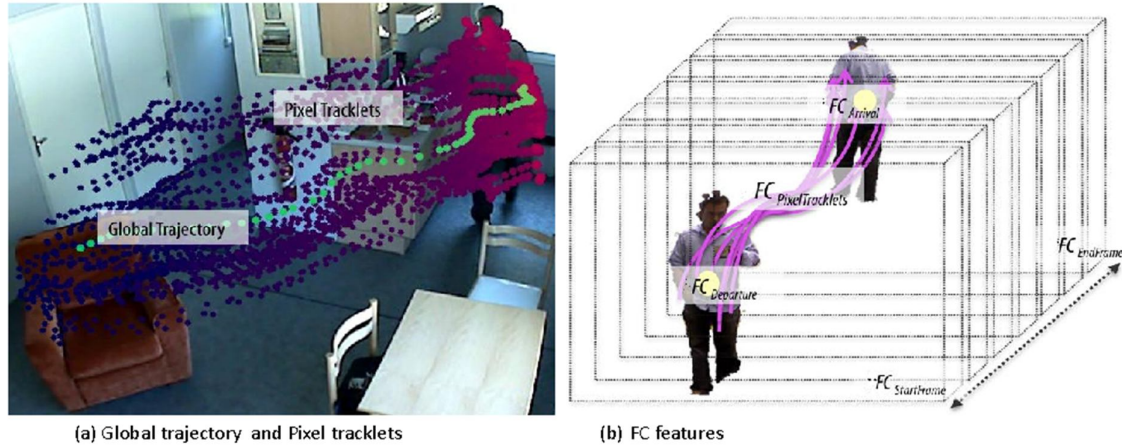 Pixel Tracklets
Global Trajectory
(a) Global trajectory and Pixel tracklets
FC Arrival
FC PixelTracklets
FC Departure
FC EndFrame
FC StartFrame
(b) FC features